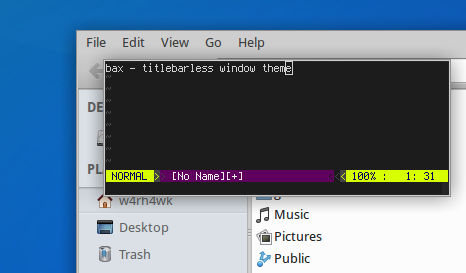 File Edit View Go Help
bax - titlebarless window theme
~
~
~
~
~
~
NORMAL [No Name][+] 100% : 1: 31
DE
PL
w4rh4wk
Desktop
Trash
Music
Pictures
Public